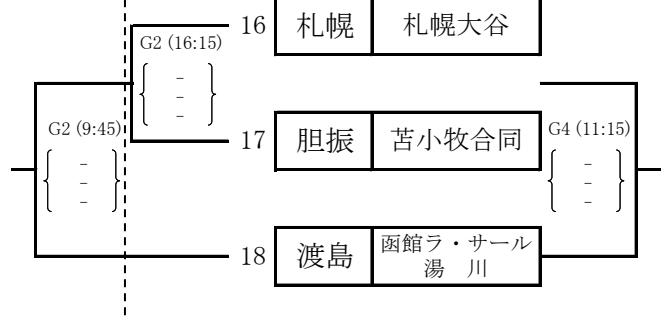 16 札幌 札幌大谷
G2 (16:15)
-
-
-
G2 (9:45)
-
-
-
17 胆振 苫小牧合同
G4 (11:15)
-
-
-
18 渡島 函館ラ・サール
湯 川